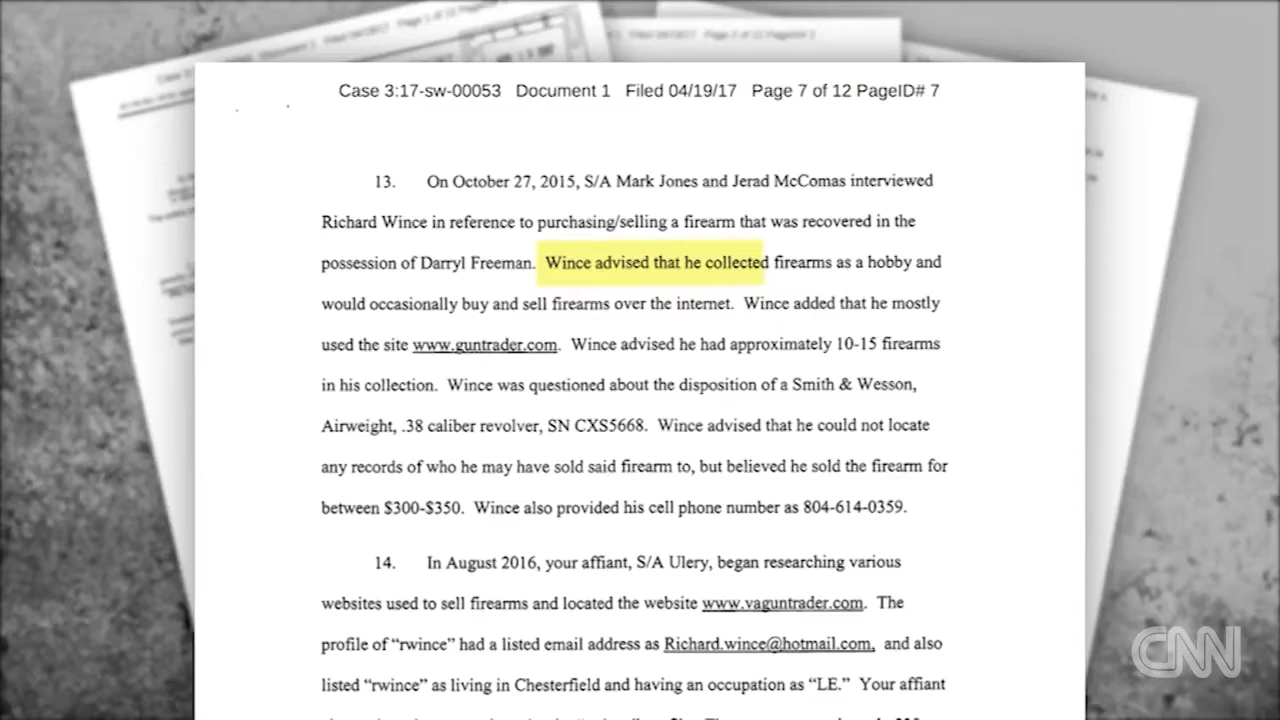 Case 3:17-sw-00053 Document 1 Filed 04/19/17 Page 7 of 12 PageID# 7
13. On October 27, 2015, S/A Mark Jones and Jerad McComas interviewed
Richard Wince in reference to purchasing/selling a firearm that was recovered in the
possession of Darryl Freeman. Wince advised that he collected firearms as a hobby and
would occasionally buy and sell firearms over the internet. Wince added that he mostly
used the site www.guntrader.com. Wince advised he had approximately 10-15 firearms
in his collection. Wince was questioned about the disposition of a Smith & Wesson,
Airweight, .38 caliber revolver, SN CXS5668. Wince advised that he could not locate
any records of who he may have sold said firearm to, but believed he sold the firearm for
between $300-$350. Wince also provided his cell phone number as 804-614-0359.
14. In August 2016, your affiant, S/A Ulery, began researching various
websites used to sell firearms and located the website www.vaguntrader.com. The
profile of “rwince” had a listed email address as Richard.wince@hotmail.com, and also
listed “rwince” as living in Chesterfield and having an occupation as “LE.” Your affiant
CNN